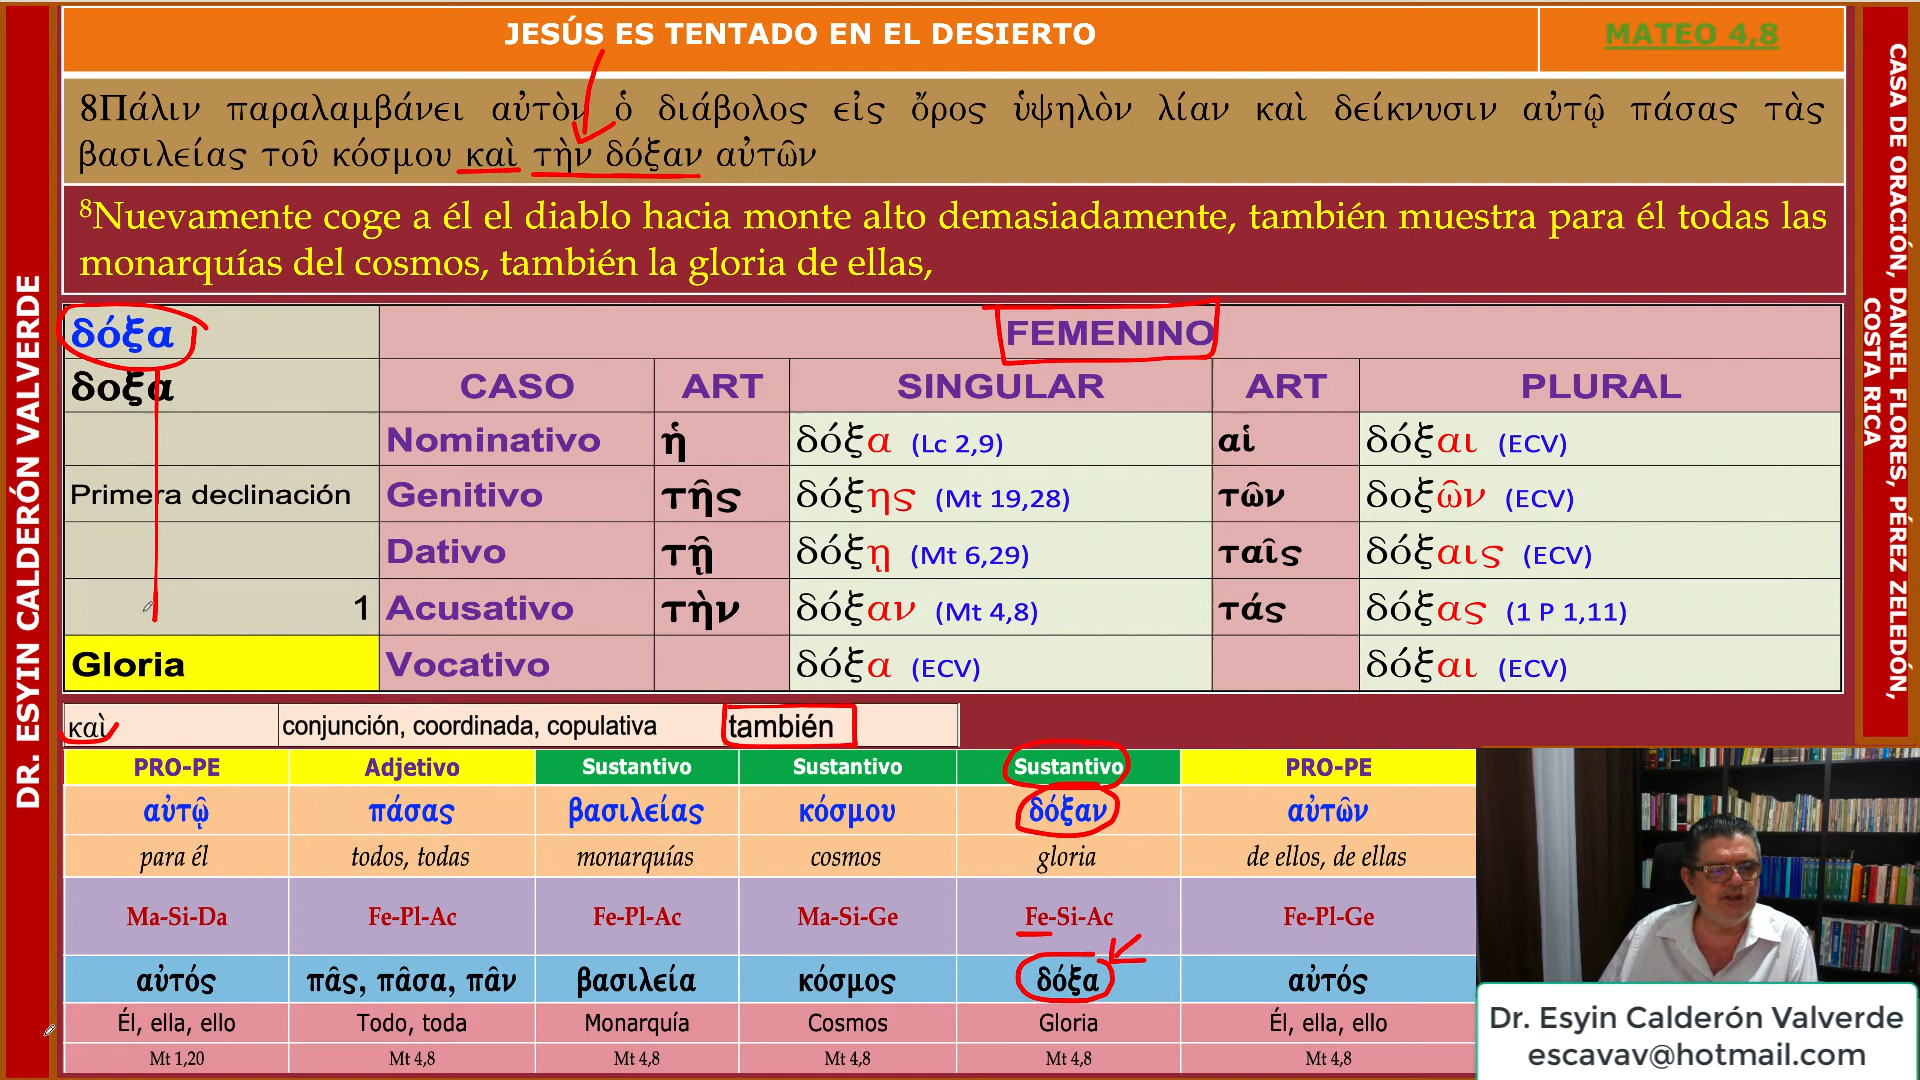 JESÚS ES TENTADO EN EL DESIERTO
MATEO 4,8
8Πάλιν παραλαμβάνει αὐτὸν ὁ διάβολος εἰς ὄρος ὑψηλὸν λίαν καὶ δείκνυσιν αὐτῷ πάσας τὰς
βασιλείας τοῦ κόσμου καὶ τὴν δόξαν αὐτῶν
⁸Nuevamente coge a él el diablo hacia monte alto demasiadamente, también muestra para él todas las
monarquías del cosmos, también la gloria de ellas,
δόξα FEMENINO
δοξα CASO ART SINGULAR ART PLURAL
Nominativo ἡ δόξα (Lc 2,9) αἱ δόξαι (ECV)
Primera declinación Genitivo τῆς δόξης (Mt 19,28) τῶν δοξῶν (ECV)
Dativo τῇ δόξῃ (Mt 6,29) ταῖς δόξαις (ECV)
1 Acusativo τὴν δόξαν (Mt 4,8) τάς δόξας (1 P 1,11)
Gloria Vocativo δόξα (ECV) δόξαι (ECV)
καὶ conjunción, coordinada, copulativa también
PRO-PE Adjetivo Sustantivo Sustantivo Sustantivo PRO-PE
αὐτῷ πάσας βασιλείας κόσμου δόξαν αὐτῶν
para él todos, todas monarquías cosmos gloria de ellos, de ellas
Ma-Si-Da Fe-Pl-Ac Fe-Pl-Ac Ma-Si-Ge Fe-Si-Ac Fe-Pl-Ge
αὐτός πᾶς, πᾶσα, πᾶν βασιλεία κόσμος δόξα αὐτός
Él, ella, ello Todo, toda Monarquía Cosmos Gloria Él, ella, ello
Mt 1,20 Mt 4,8 Mt 4,8 Mt 4,8 Mt 4,8 Mt 4,8
DR. ESYIN CALDERÓN VALVERDE
CASA DE ORACIÓN, DANIEL FLORES, PÉREZ ZELEDÓN,
COSTA RICA
Dr. Esyin Calderón Valverde
escavav@hotmail.com